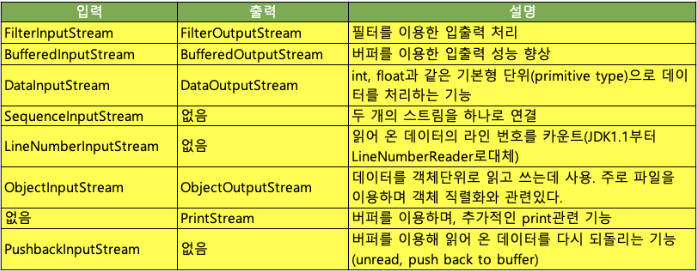 입력 출력 설명
FilterInputStream FilterOutputStream 필터를 이용한 입출력 처리
BufferedInputStream BufferedOutputStream 버퍼를 이용한 입출력 성능 향상
DataInputStream DataOutputStream int, float과 같은 기본형 단위(primitive type)으로 데이
터를 처리하는 기능
SequenceInputStream 없음 두 개의 스트림을 하나로 연결
LineNumberInputStream 없음 읽어 온 데이터의 라인 번호를 카운트(JDK1.1부터
LineNumberReader로대체)
ObjectInputStream ObjectOutputStream 데이터를 객체단위로 읽고 쓰는데 사용. 주로 파일을
이용하며 객체 직렬화와 관련있다.
없음 PrintStream 버퍼를 이용하며, 추가적인 print관련 기능
PushbackInputStream 없음 버퍼를 이용해 읽어 온 데이터를 다시 되돌리는 기능
(unread, push back to buffer)